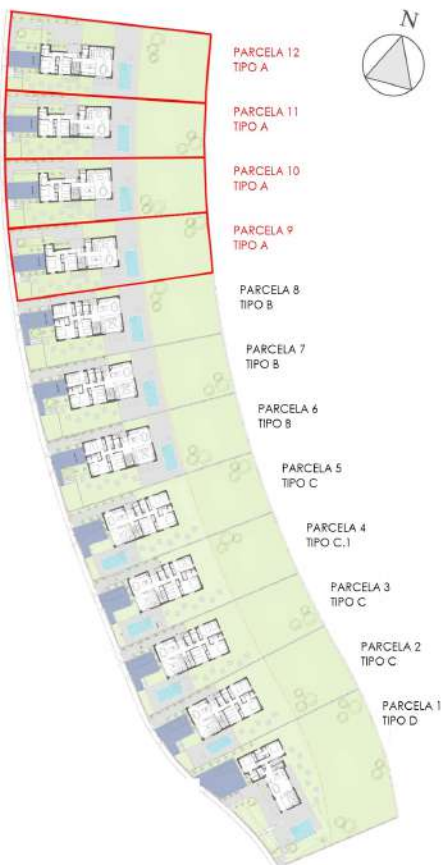 N
PARCELA 12
TIPO A
PARCELA 11
TIPO A
PARCELA 10
TIPO A
PARCELA 9
TIPO A
PARCELA 8
TIPO B
PARCELA 7
TIPO B
PARCELA 6
TIPO B
PARCELA 5
TIPO C
PARCELA 4
TIPO C.1
PARCELA 3
TIPO C
PARCELA 2
TIPO C
PARCELA 1
TIPO D